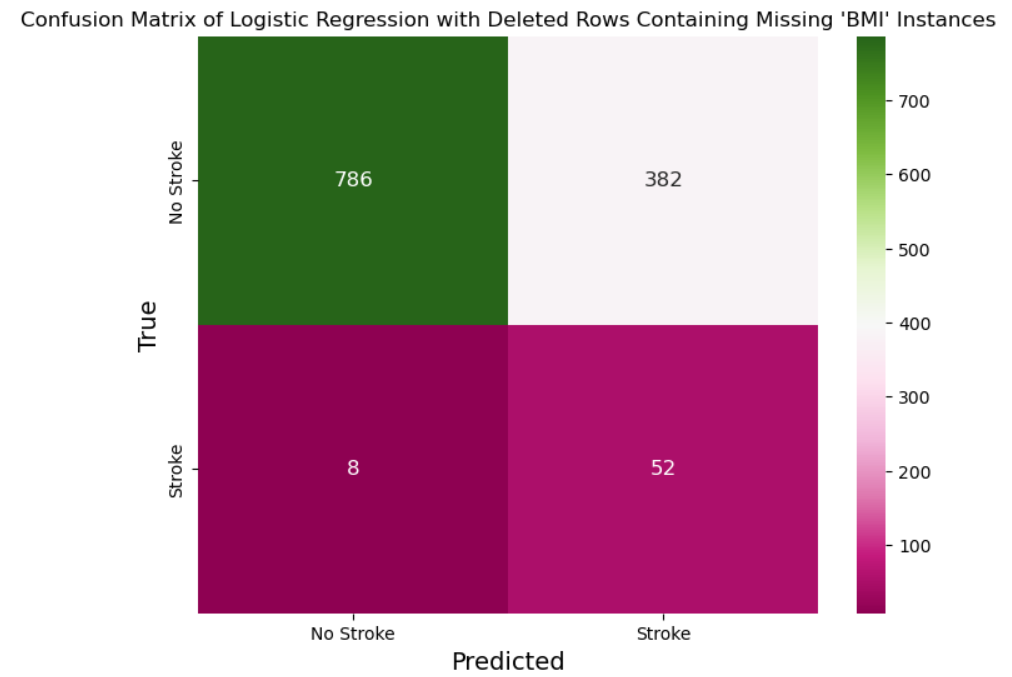 Confusion Matrix of Logistic Regression with Deleted Rows Containing Missing 'BMI' Instances
True
No Stroke
786
382
Stroke
8
52
No Stroke
Stroke
Predicted
700
600
500
400
300
200
100